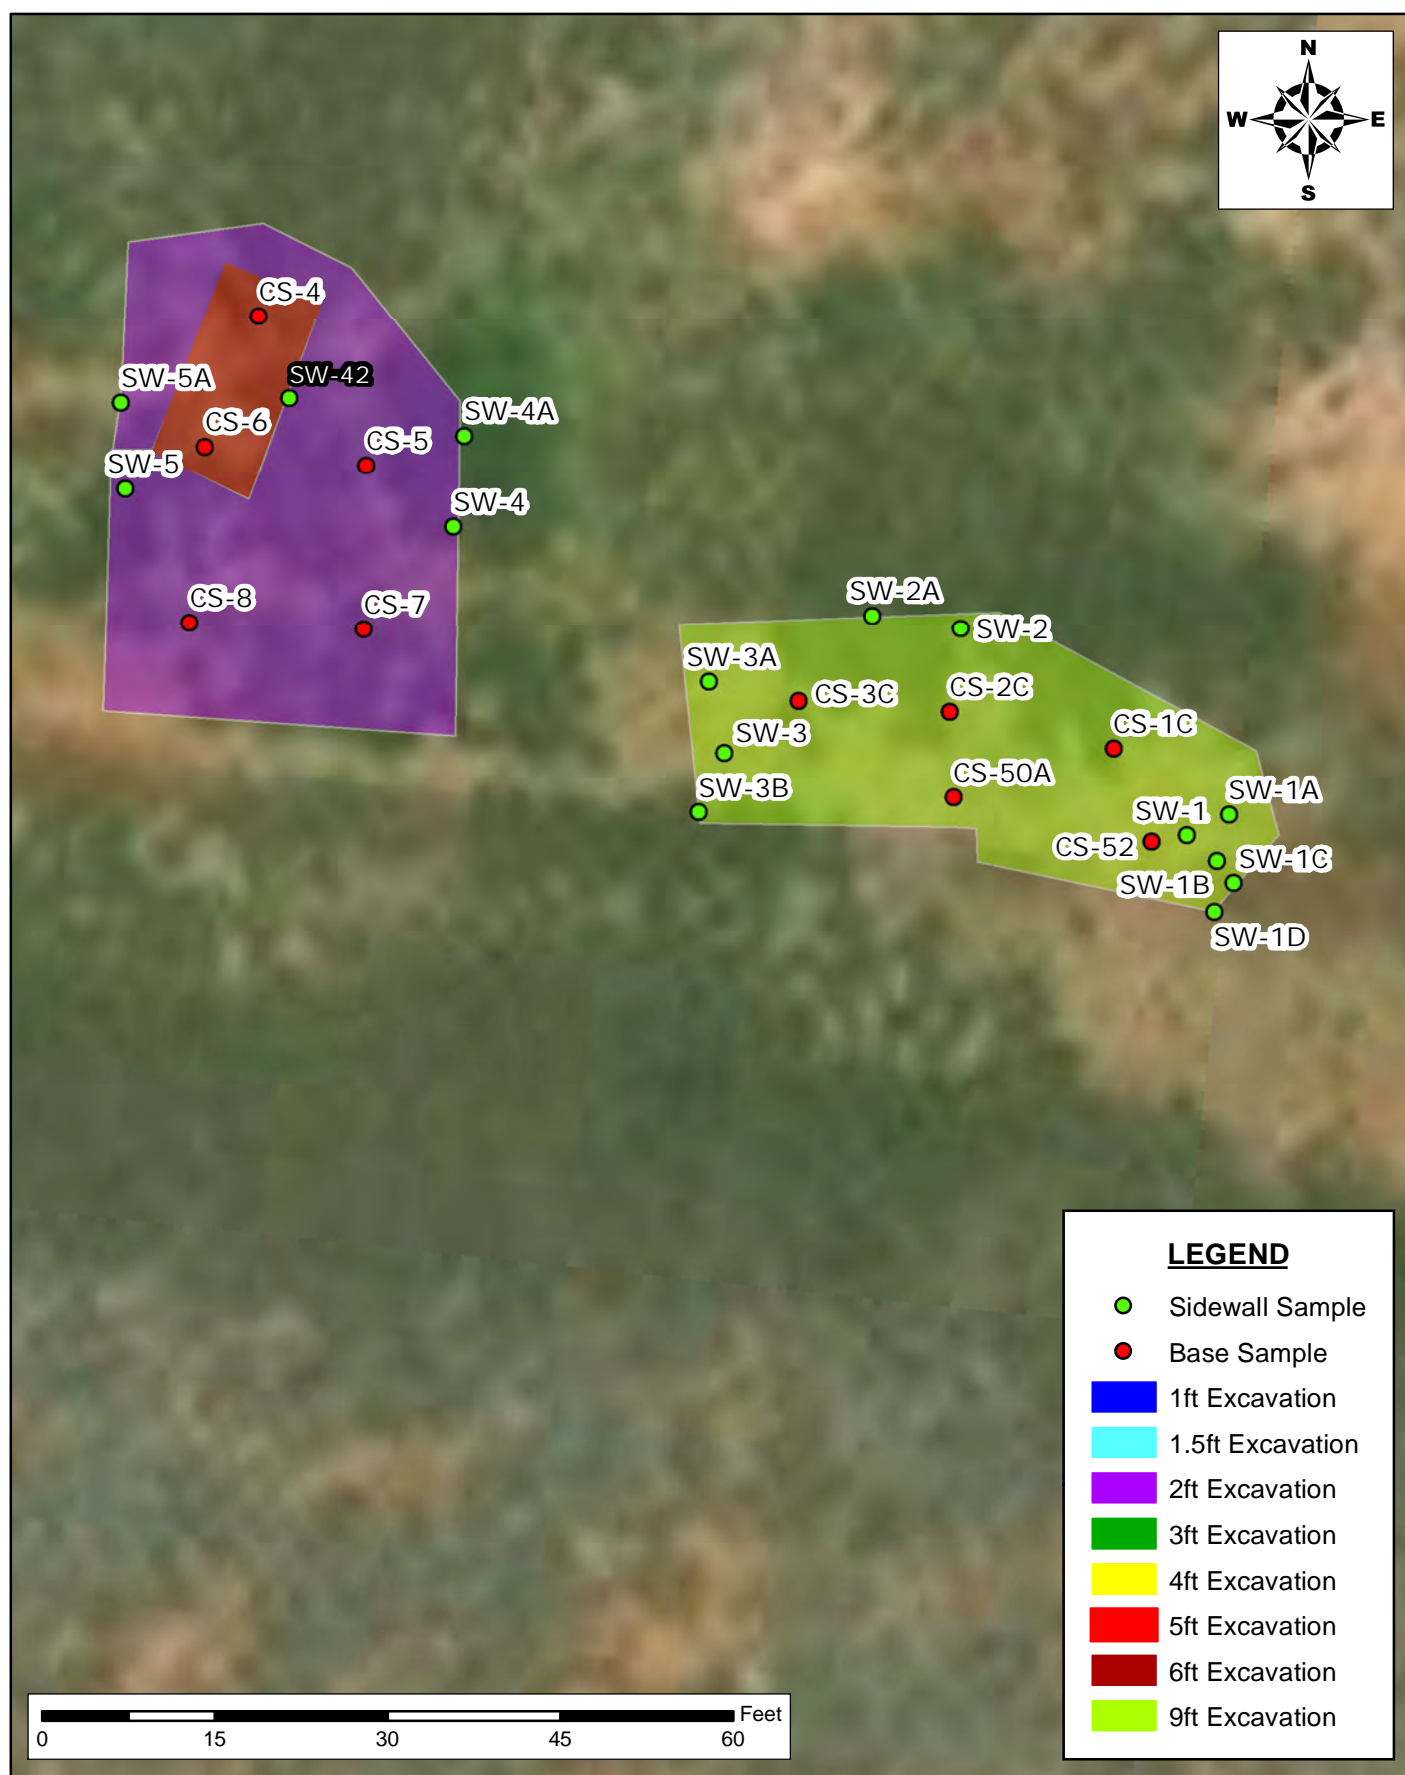 N
W E
S
CS-4
SW-5A
SW-42
CS-6
SW-4A
CS-5
SW-5
SW-4
CS-8
CS-7
SW-2A
SW-2
SW-3A
CS-3C
CS-2C
SW-3
CS-1C
SW-3B
CS-50A
SW-1A
SW-1
CS-52
SW-1C
SW-1B
SW-1D
LEGEND
Sidewall Sample
Base Sample
1ft Excavation
1.5ft Excavation
2ft Excavation
3ft Excavation
4ft Excavation
5ft Excavation
6ft Excavation
9ft Excavation
Feet
0 15 30 45 60